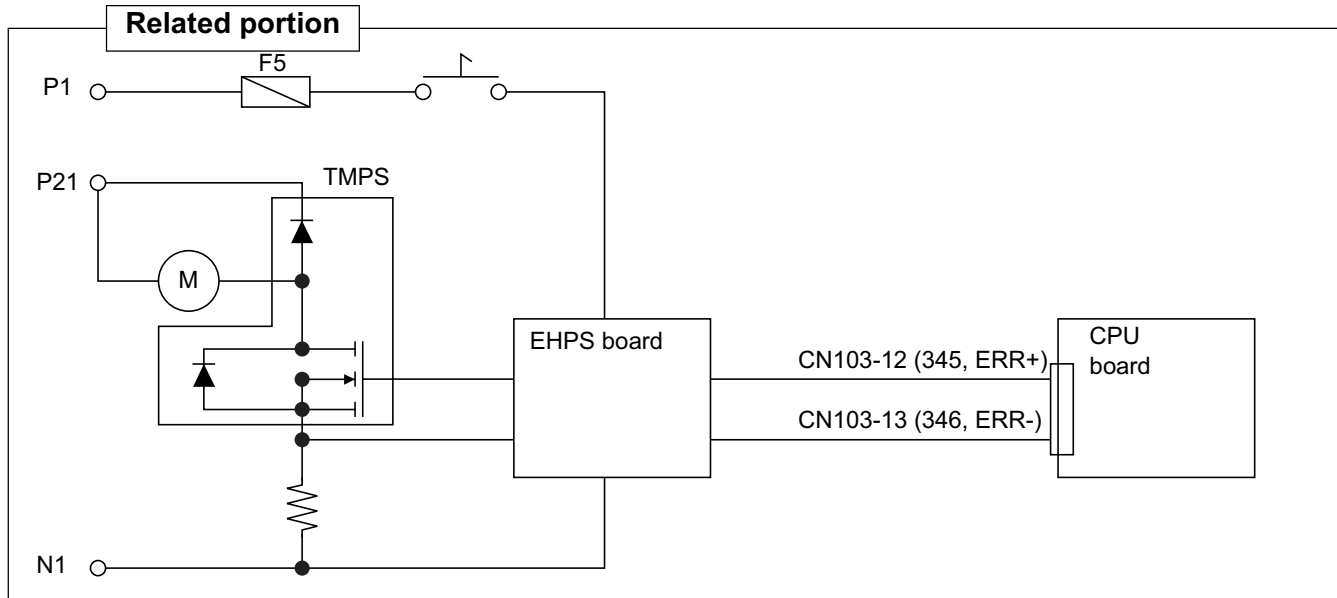 Related portion
F5
P1
P21
TMPS
M
EHPS board
CN103-12 (345, ERR+)
CPU
board
CN103-13 (346, ERR-)
N1